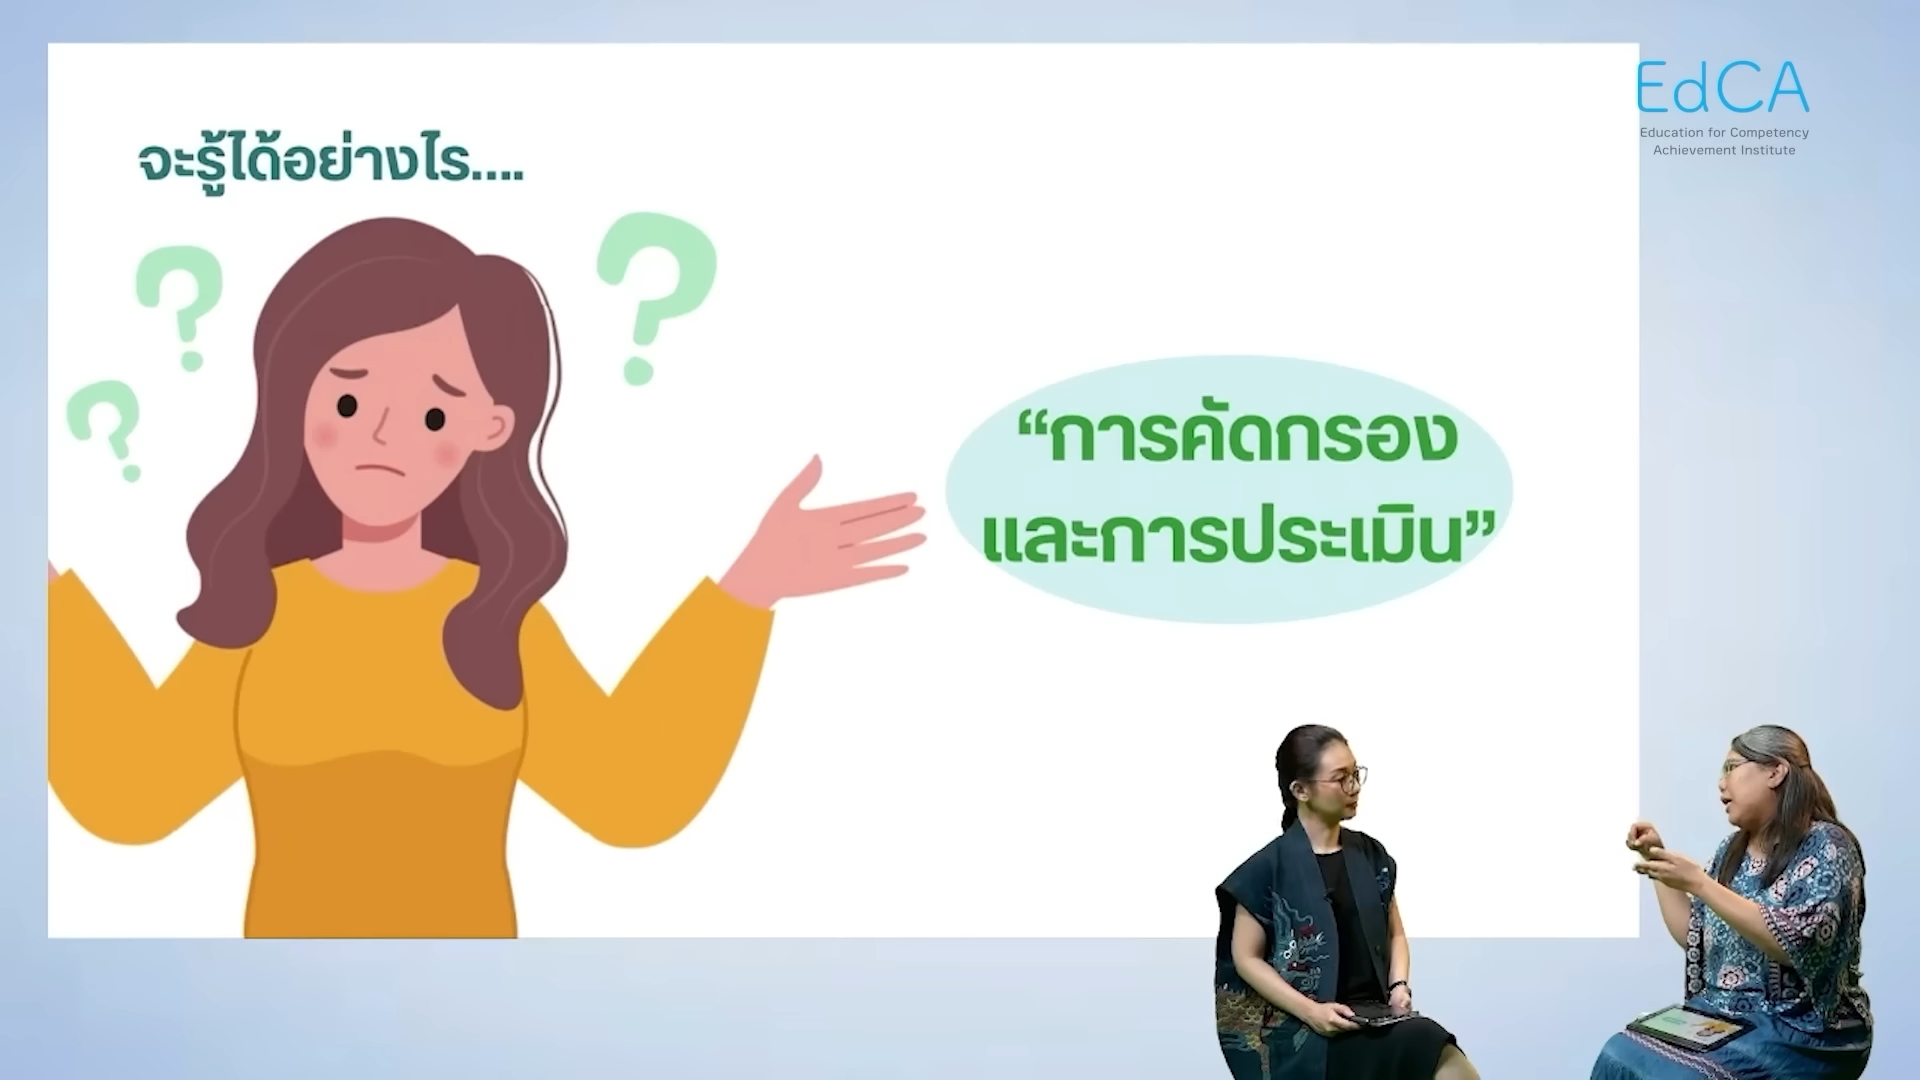 จะรู้ได้อย่างไร....
“การคัดกรอง
และการประเมิน”
EdCA
Education for Competency
Achievement Institute